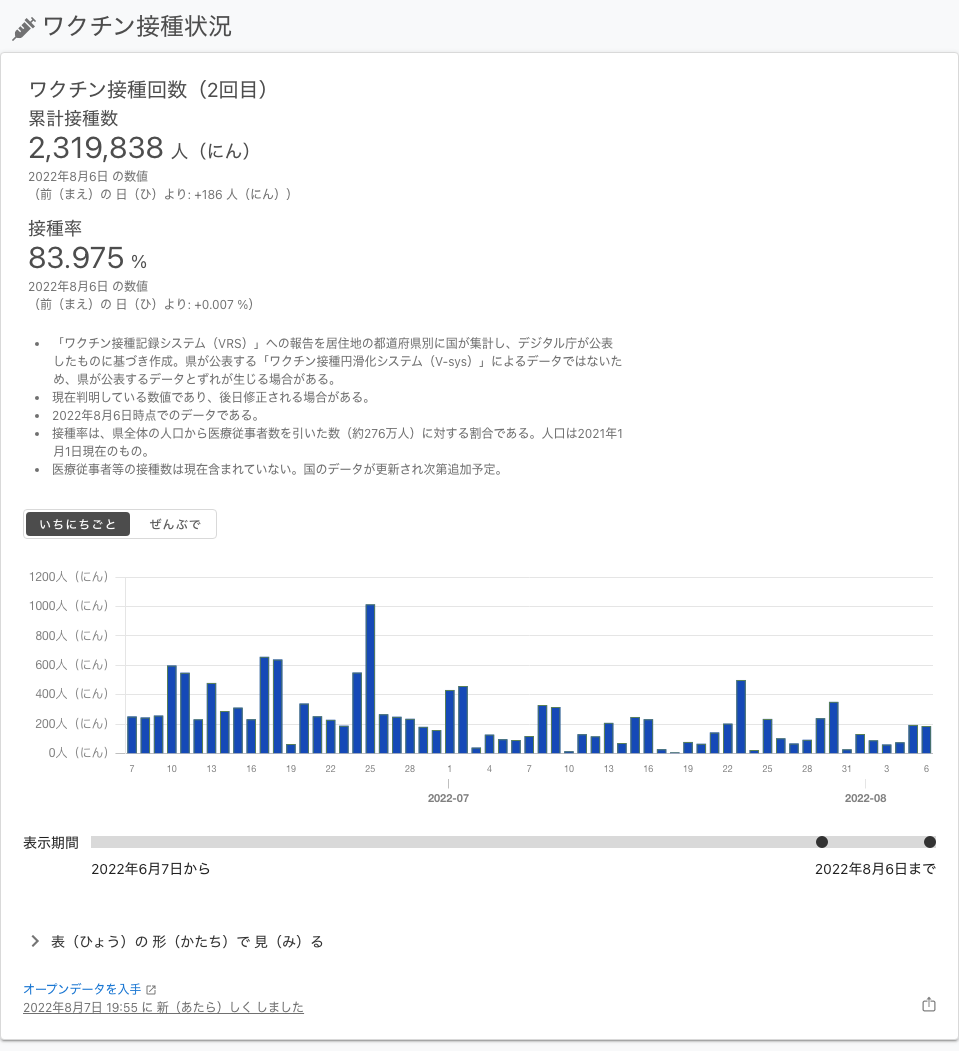 ワクチン接種状況
ワクチン接種回数（2回目）
累計接種数
2,319,838 人（にん）
2022年8月6日 の数値
（前（まえ）の 日（ひ）より: +186 人（にん））
接種率
83.975 %
2022年8月6日 の数値
（前（まえ）の 日（ひ）より: +0.007 %）
• 「ワクチン接種記録システム（VRS）」への報告を居住地の都道府県別に国が集計し、デジタル庁が公表
したものに基づき作成。県が公表する「ワクチン接種円滑化システム（V-sys）」によるデータではないた
め、県が公表するデータとずれが生じる場合がある。
• 現在判明している数値であり、後日修正される場合がある。
• 2022年8月6日時点でのデータである。
• 接種率は、県全体の人口から医療従事者数を引いた数（約276万人）に対する割合である。人口は2021年1
月1日現在のもの。
• 医療従事者等の接種数は現在含まれていない。国のデータが更新され次第追加予定。
いちにちごと ぜんぶで
1200人（にん）
1000人（にん）
800人（にん）
600人（にん）
400人（にん）
200人（にん）
0人（にん）
7 10 13 16 19 22 25 28 1 4 7 10 13 16 19 22 25 28 31 3 6
2022-07 2022-08
表示期間
2022年6月7日から 2022年8月6日まで
表（ひょう）の 形（かたち）で 見（み）る
オープンデータを入手
2022年8月7日 19:55 に 新（あたら）しく しました